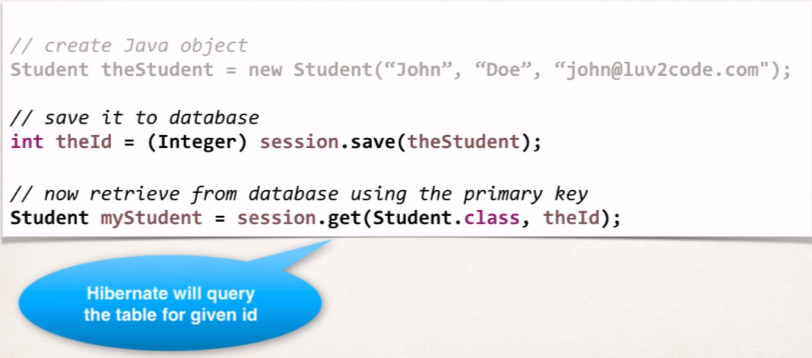 // create Java object
Student theStudent = new Student(“John”, “Doe”, “john@luv2code.com");
// save it to database
int theId = (Integer) session.save(theStudent);
// now retrieve from database using the primary key
Student myStudent = session.get(Student.class, theId);
Hibernate will query
the table for given id